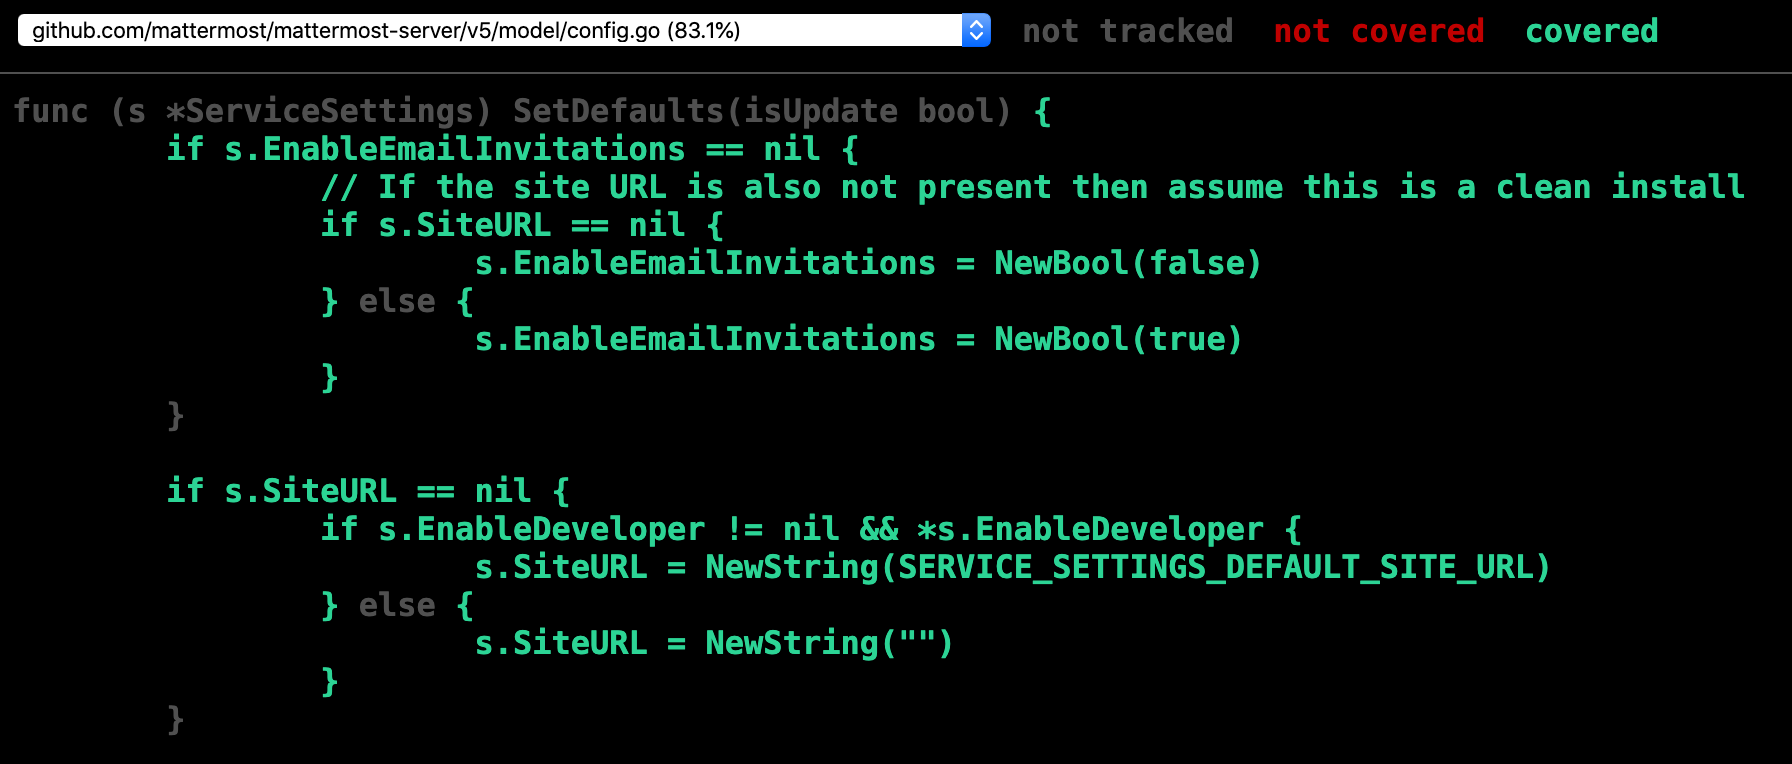 github.com/mattermost/mattermost-server/v5/model/config.go (83.1%) not tracked not covered covered
func (s *ServiceSettings) SetDefaults(isUpdate bool) {
        if s.EnableEmailInvitations == nil {
                // If the site URL is also not present then assume this is a clean install
                if s.SiteURL == nil {
                        s.EnableEmailInvitations = NewBool(false)
                } else {
                        s.EnableEmailInvitations = NewBool(true)
                }
        }

        if s.SiteURL == nil {
                if s.EnableDeveloper != nil && *s.EnableDeveloper {
                        s.SiteURL = NewString(SERVICE_SETTINGS_DEFAULT_SITE_URL)
                } else {
                        s.SiteURL = NewString("")
                }
        }